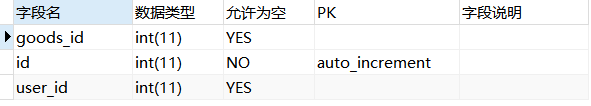 字段名 数据类型 允许为空 PK 字段说明
goods_id int(11) YES
id int(11) NO auto_increment
user_id int(11) YES